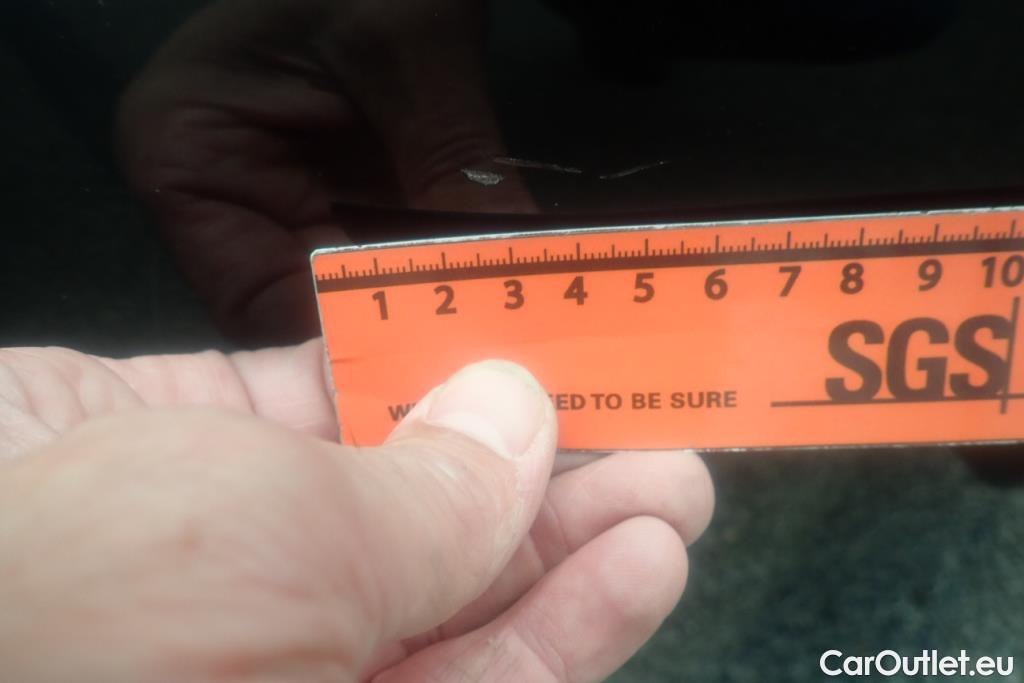 1 2 3 4 5 6 7 8 9 10
SGS
ED TO BE SURE
CarOutlet.eu